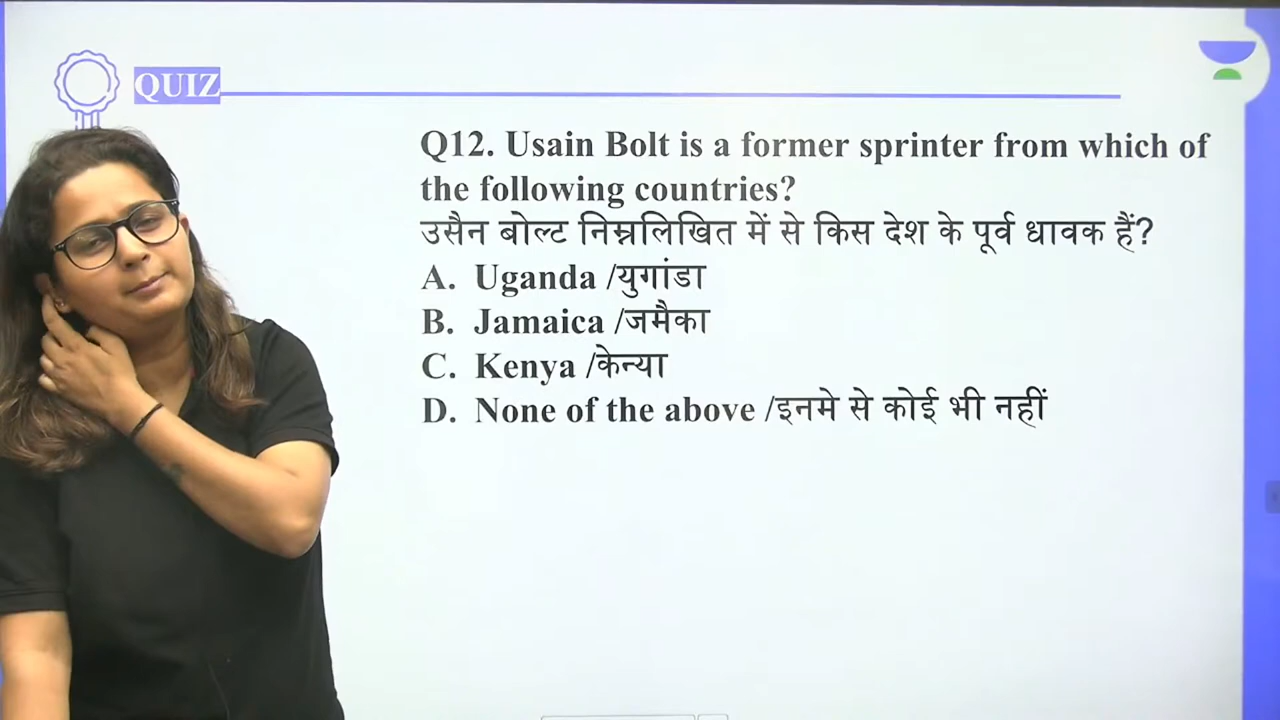 QUIZ
Q12. Usain Bolt is a former sprinter from which of
the following countries?
उसैन बोल्ट निम्नलिखित में से किस देश के पूर्व धावक हैं?
A. Uganda /युगांडा
B. Jamaica /जमैका
C. Kenya /केन्या
D. None of the above /इनमे से कोई भी नहीं